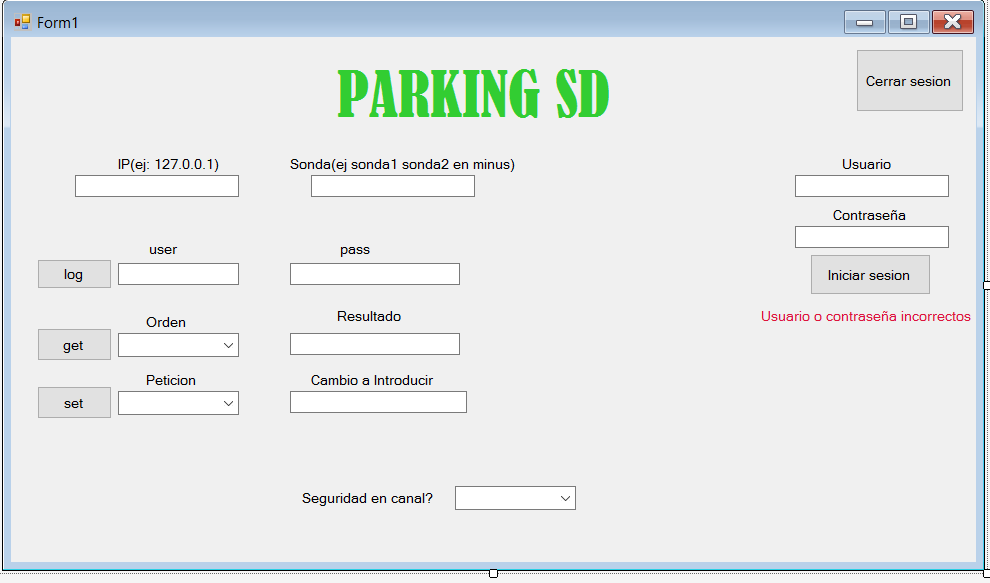 Form1
PARKING SD
Cerrar sesion
IP(ej: 127.0.0.1)
Sonda(ej sonda1 sonda2 en minus)
Usuario
Contraseña
user
pass
log
Iniciar sesion
Orden
Resultado
Usuario o contraseña incorrectos
get
Peticion
Cambio a Introducir
set
Seguridad en canal?